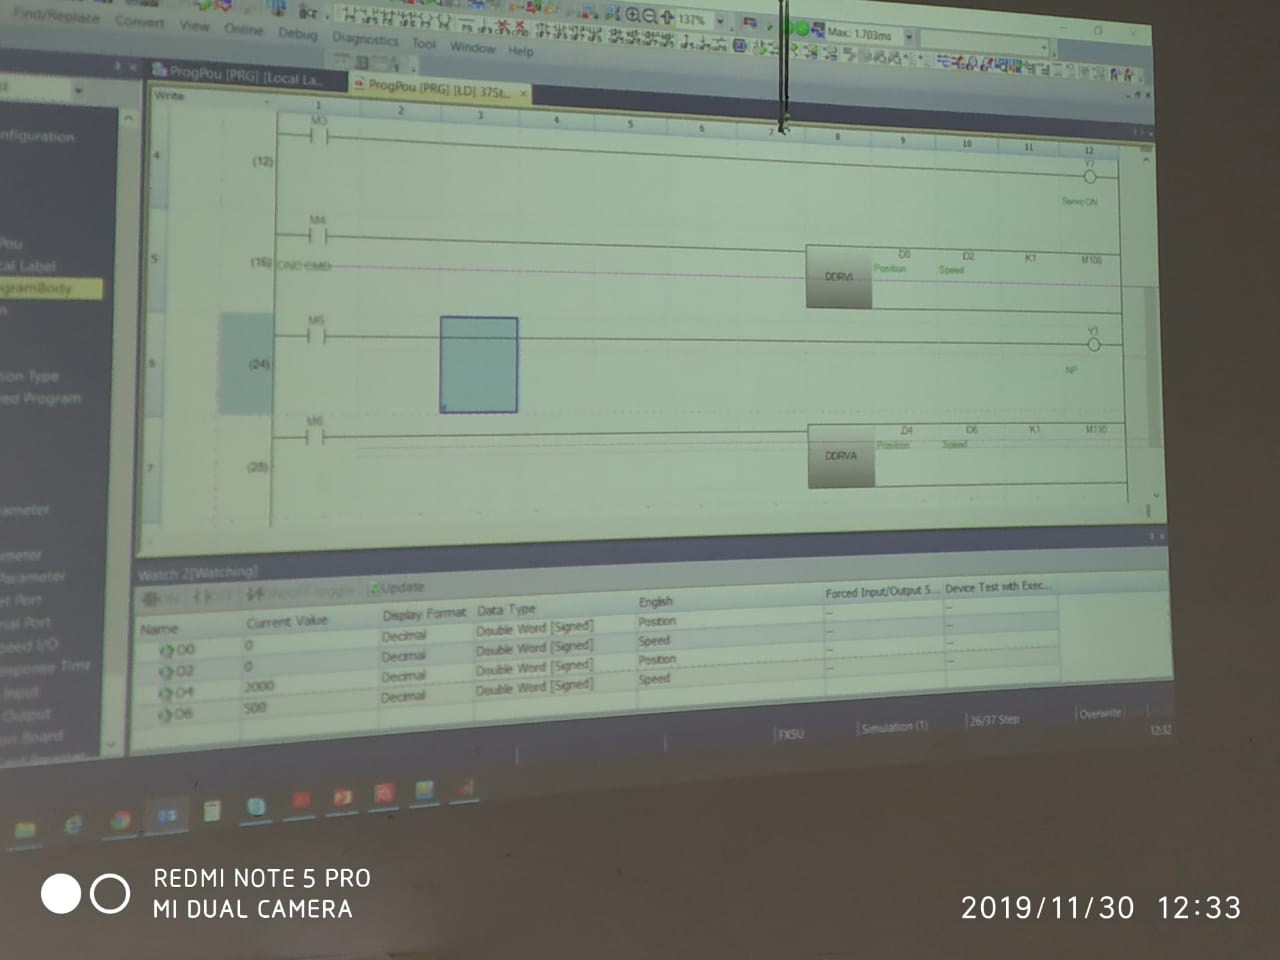 Find/Replace Convert View Online Debug Diagnostics Tool Window Help
137%
Max.: 1.703ms
ProgPou [PRG] [Local La...
ProgPou [PRG] [LD] 37St...
Write
1 2 3 4 5 6 7 8 9 10 11 12
nfiguration
4
M3
(12)
Y7
Servo ON
Pou
cal Label
gramBody
5
M4
(16)
DDRVI
D0 D2 K1 M100
Position Speed
6
M5
(24)
Y3
NP
ion Type
ed Program
7
M6
(28)
DDRVA
D4 D6 K1 M110
Position Speed
ameter
meter
Parameter
et Port
rial Port
peed I/O
esponse Time
Input
Output
on Board
Watch 2[Watching]
Update
Name Current Value Display Format Data Type English Forced Input/Output S... Device Test with Exec...
D0 0 Decimal Double Word [Signed] Position -- --
D2 0 Decimal Double Word [Signed] Speed -- --
D4 2000 Decimal Double Word [Signed] Position -- --
D6 500 Decimal Double Word [Signed] Speed -- --
FX5U Simulation (1) 26/37 Step Overwrite
12:32
REDMI NOTE 5 PRO
MI DUAL CAMERA
2019/11/30 12:33